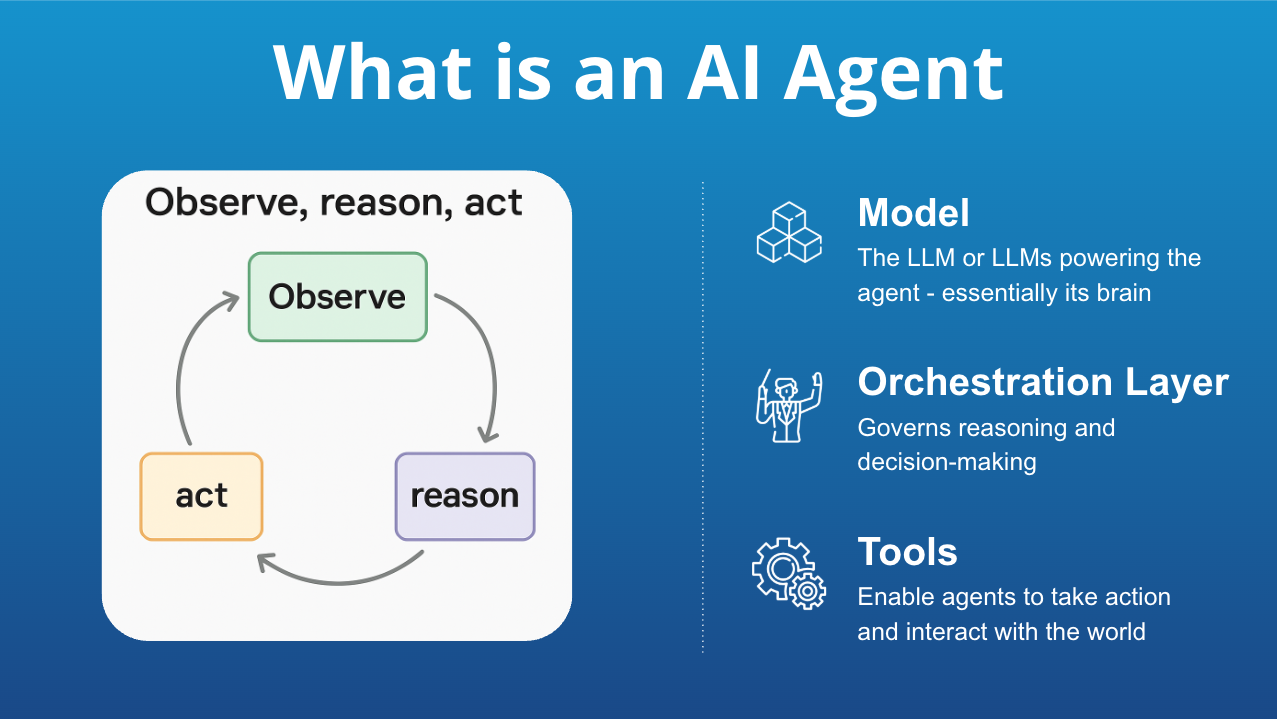 What is an AI Agent
Observe, reason, act
Observe
act
reason
Model
The LLM or LLMs powering the
agent - essentially its brain
Orchestration Layer
Governs reasoning and
decision-making
Tools
Enable agents to take action
and interact with the world